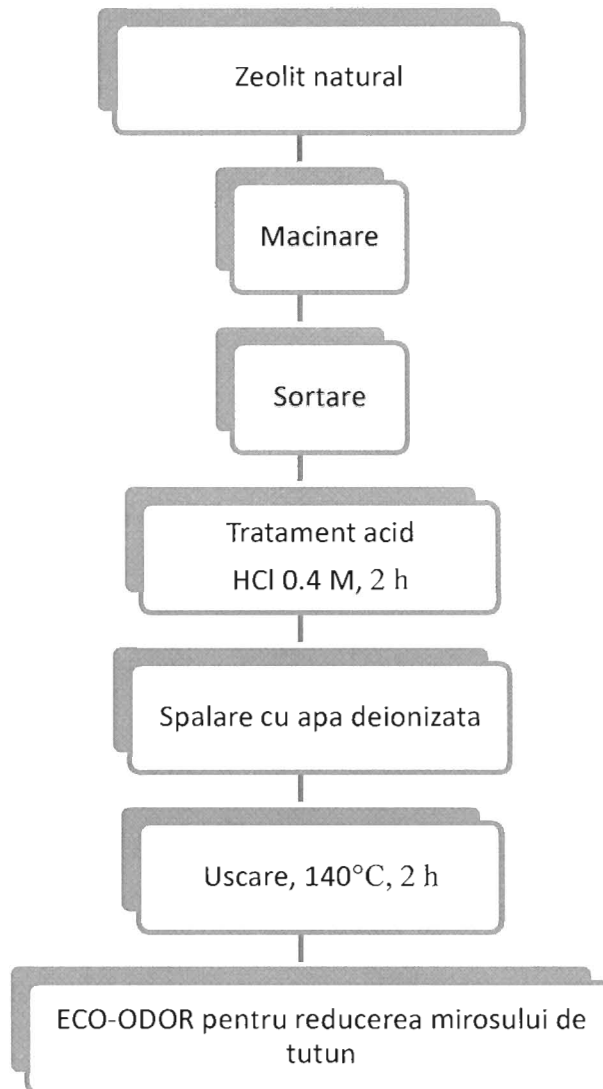 Zeolit natural
Macinare
Sortare
Tratament acid
HCl 0.4 M, 2 h
Spalare cu apa deionizata
Uscare, 140°C, 2 h
ECO-ODOR pentru reducerea mirosului de
tutun